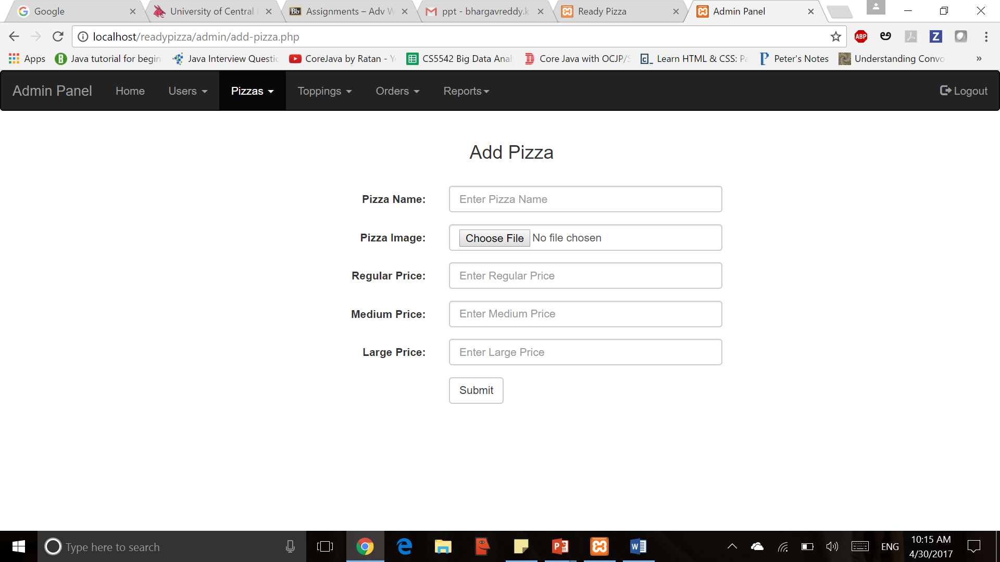 Google
University of Central
Assignments – Adv W
ppt - bhargavreddy.k
Ready Pizza
Admin Panel
localhost/readypizza/admin/add-pizza.php
ABP
Z
Apps
Java tutorial for begin
Java Interview Questic
CoreJava by Ratan - Yo
CS5542 Big Data Anal
Core Java with OCJP/S
Learn HTML & CSS: Pa
Peter's Notes
Understanding Convo
»
Admin Panel
Home
Users
Pizzas
Toppings
Orders
Reports
Logout
Add Pizza
Pizza Name:
Enter Pizza Name
Pizza Image:
Choose File No file chosen
Regular Price:
Enter Regular Price
Medium Price:
Enter Medium Price
Large Price:
Enter Large Price
Submit
Type here to search
ENG
10:15 AM
4/30/2017